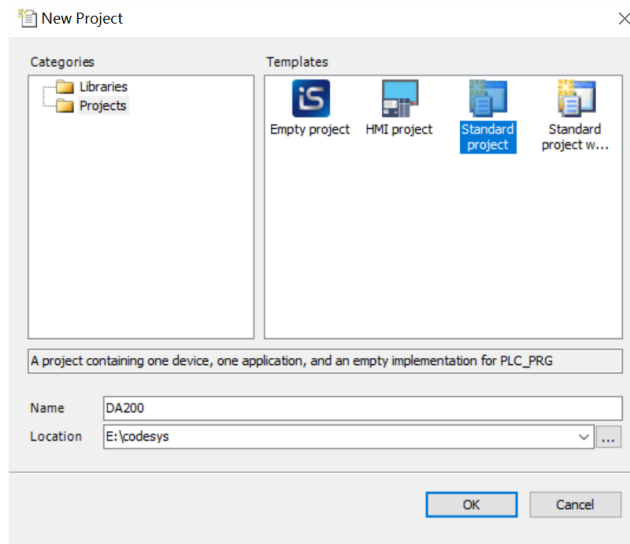 New Project
Categories
Templates
Libraries
Projects
iS
Empty project
HMI project
Standard
project
Standard
project w...
A project containing one device, one application, and an empty implementation for PLC_PRG
Name
DA200
Location
E:\codesys
...
OK
Cancel